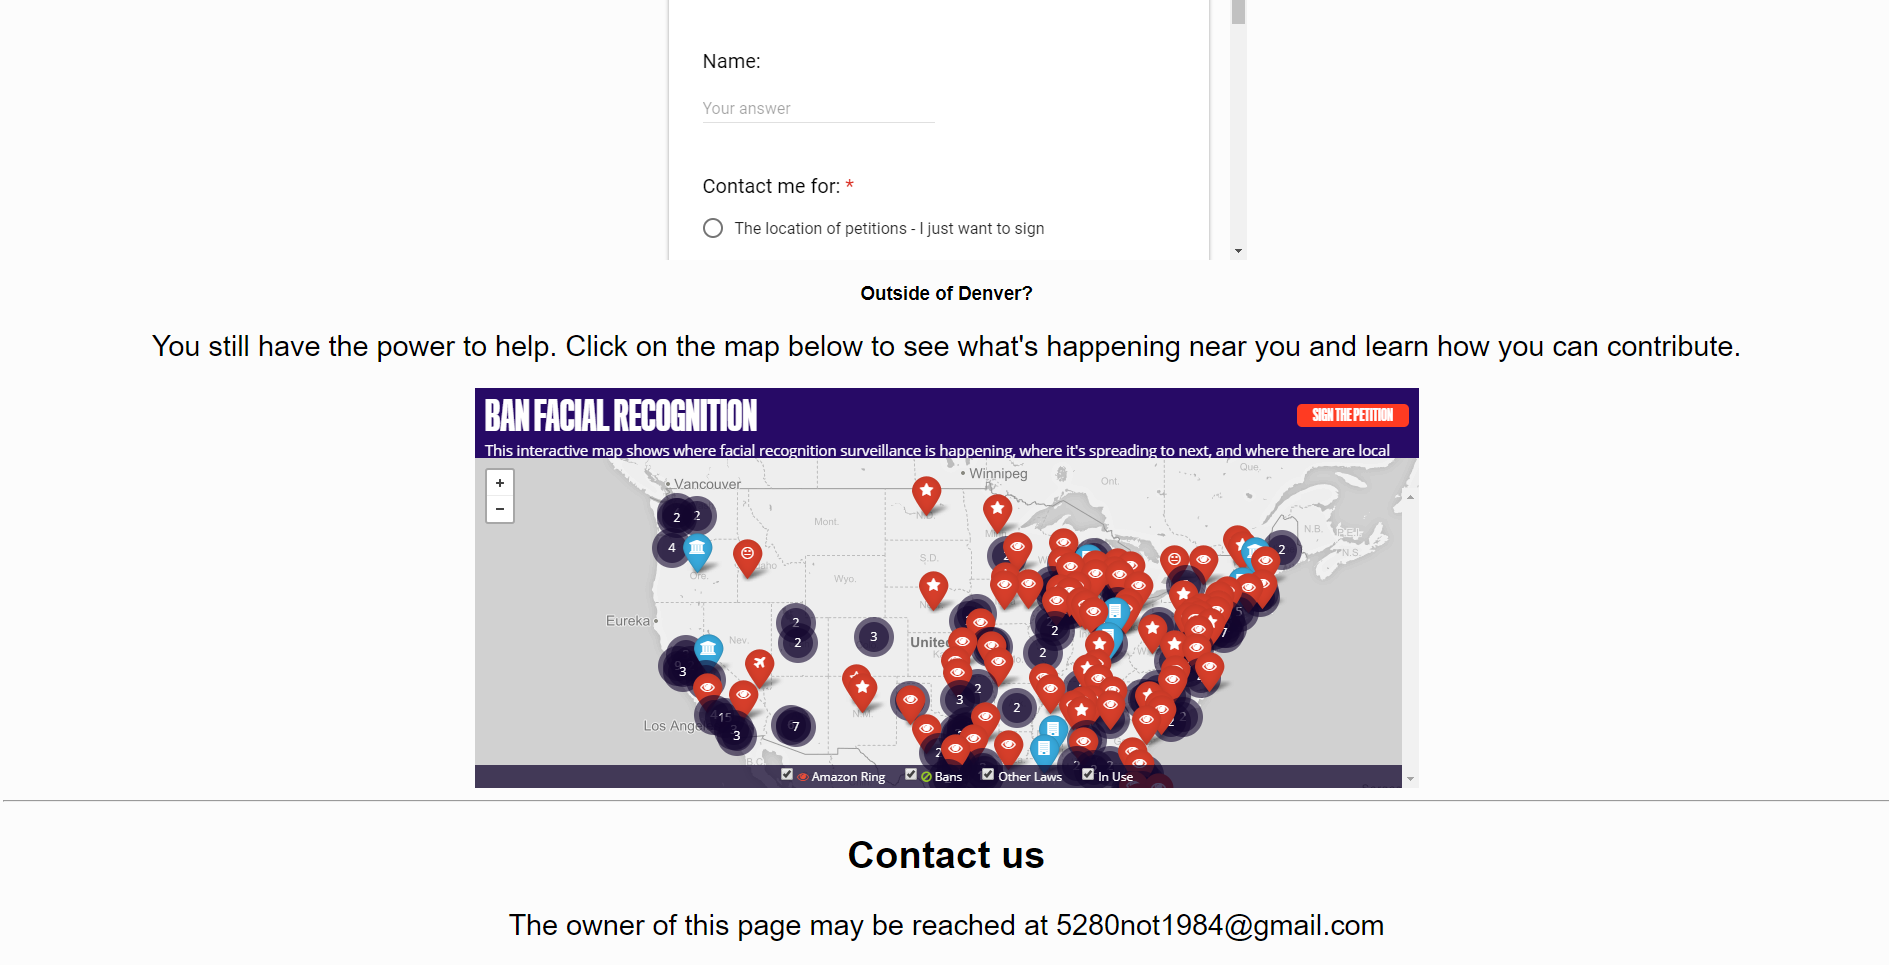 Name:
Your answer
Contact me for: *
The location of petitions - I just want to sign
Outside of Denver?
You still have the power to help. Click on the map below to see what's happening near you and learn how you can contribute.
BAN FACIAL RECOGNITION
SIGN THE PETITION
This interactive map shows where facial recognition surveillance is happening, where it's spreading to next, and where there are local
+
−
Vancouver
Winnipeg
Ont.
Que.
Mont.
N.B.
P.E.I.
N.S.
2
2
4
2
Ore.
S.D.
Wyo.
Eureka
2
2
3
Nev.
United
2
2
7
3
2
3
2
Los Ange
4
15
3
7
N.M.
2
2
B.C.
Amazon Ring
Bans
Other Laws
In Use
Contact us
The owner of this page may be reached at 5280not1984@gmail.com